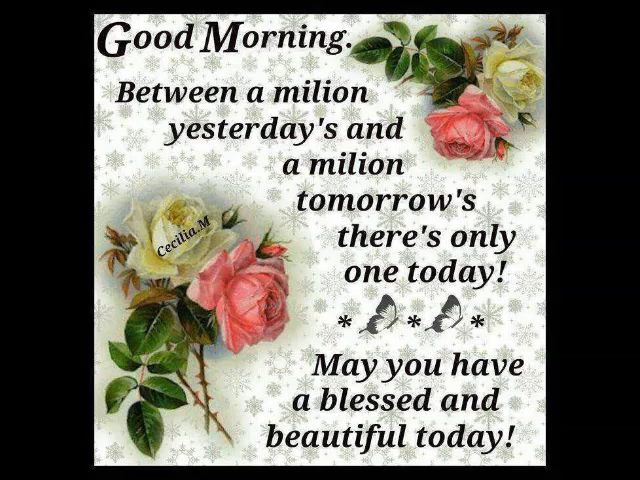 Good Morning.
Between a milion
yesterday's and
a milion
tomorrow's
there's only
one today!
* * *
May you have
a blessed and
beautiful today!
Cecilia.M